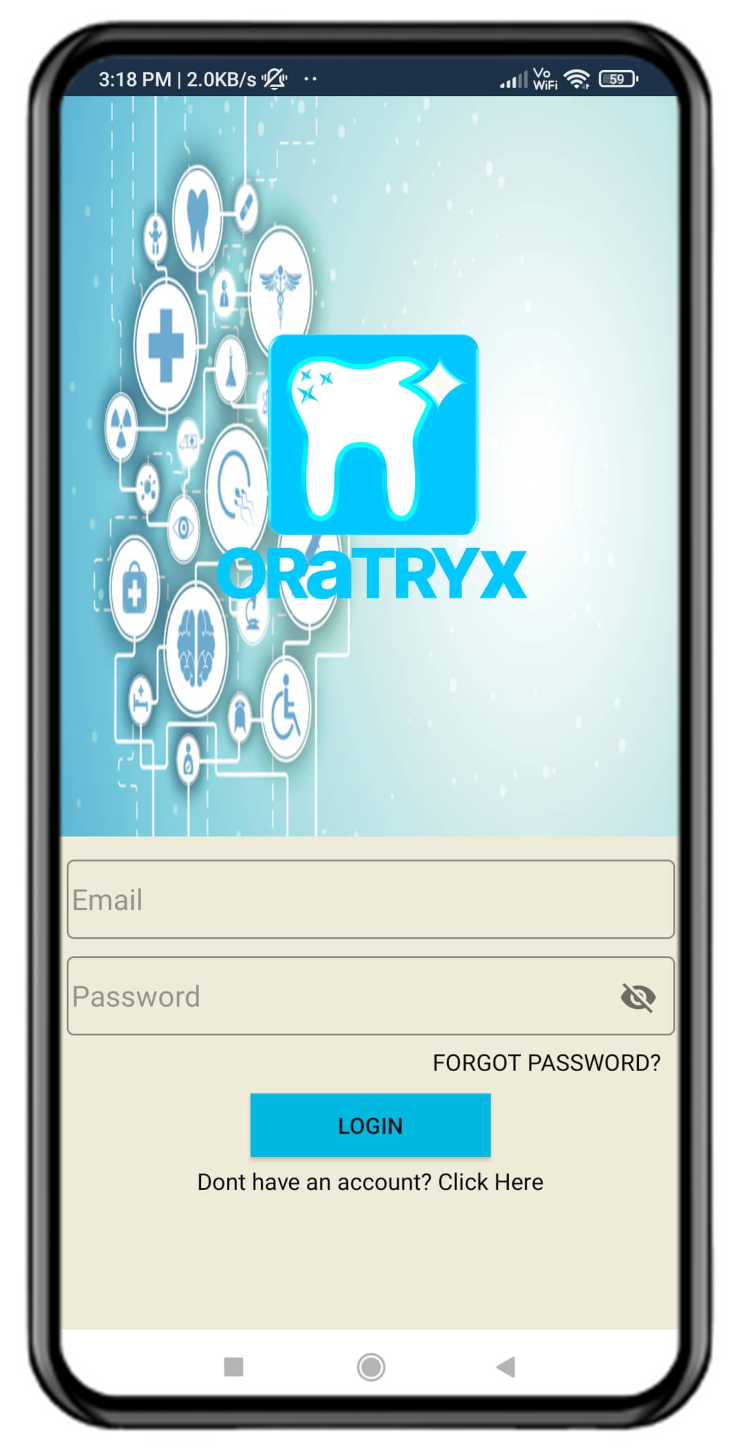 3:18 PM | 2.0KB/s
Vo
WiFi
59
ORaTRYx
Email
Password
FORGOT PASSWORD?
LOGIN
Dont have an account? Click Here